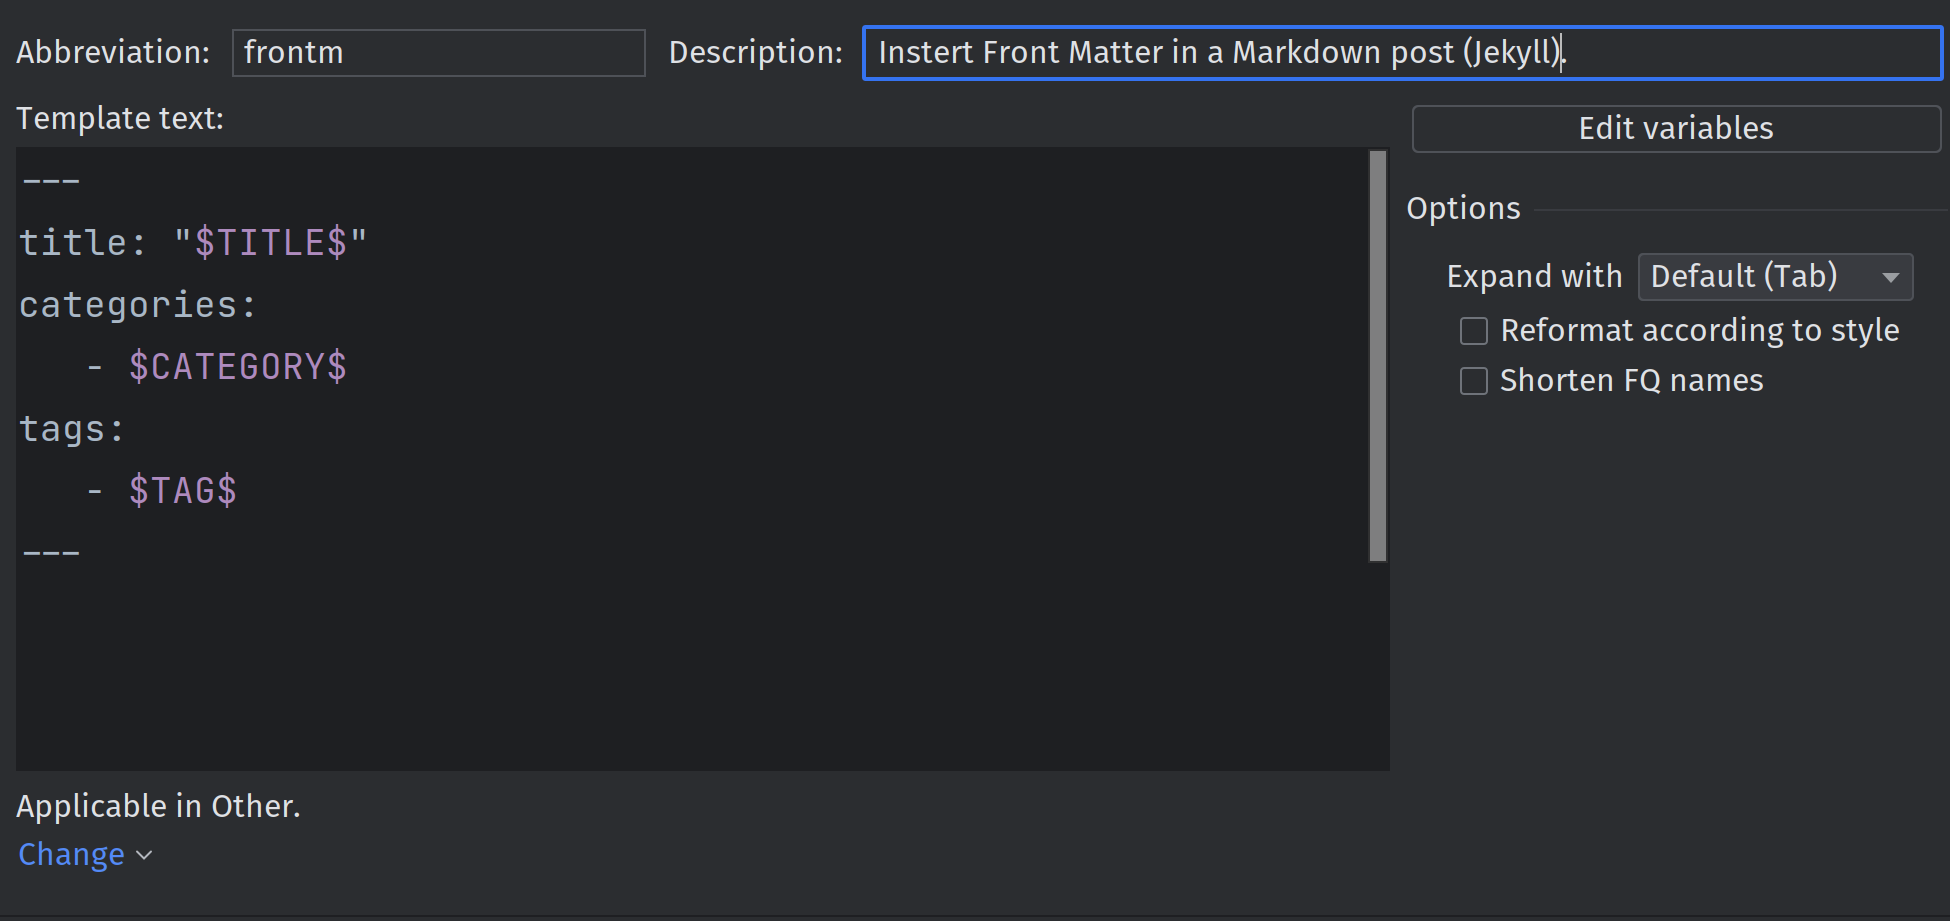 Abbreviation: frontm Description: Instert Front Matter in a Markdown post (Jekyll).
Template text:
Edit variables
---
title: "$TITLE$"
categories:
   - $CATEGORY$
tags:
   - $TAG$
---
Options
Expand with Default (Tab)
Reformat according to style
Shorten FQ names
Applicable in Other.
Change